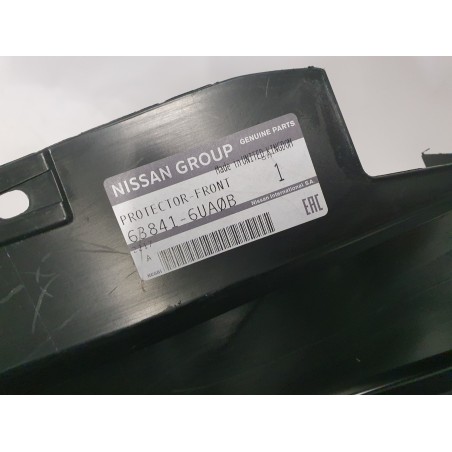 NISSAN GROUP GENUINE PARTS
Made in UNITED KINGDOM
PROTECTOR-FRONT 1
63841-6UA0B
A
Nissan International S.A.
EAC